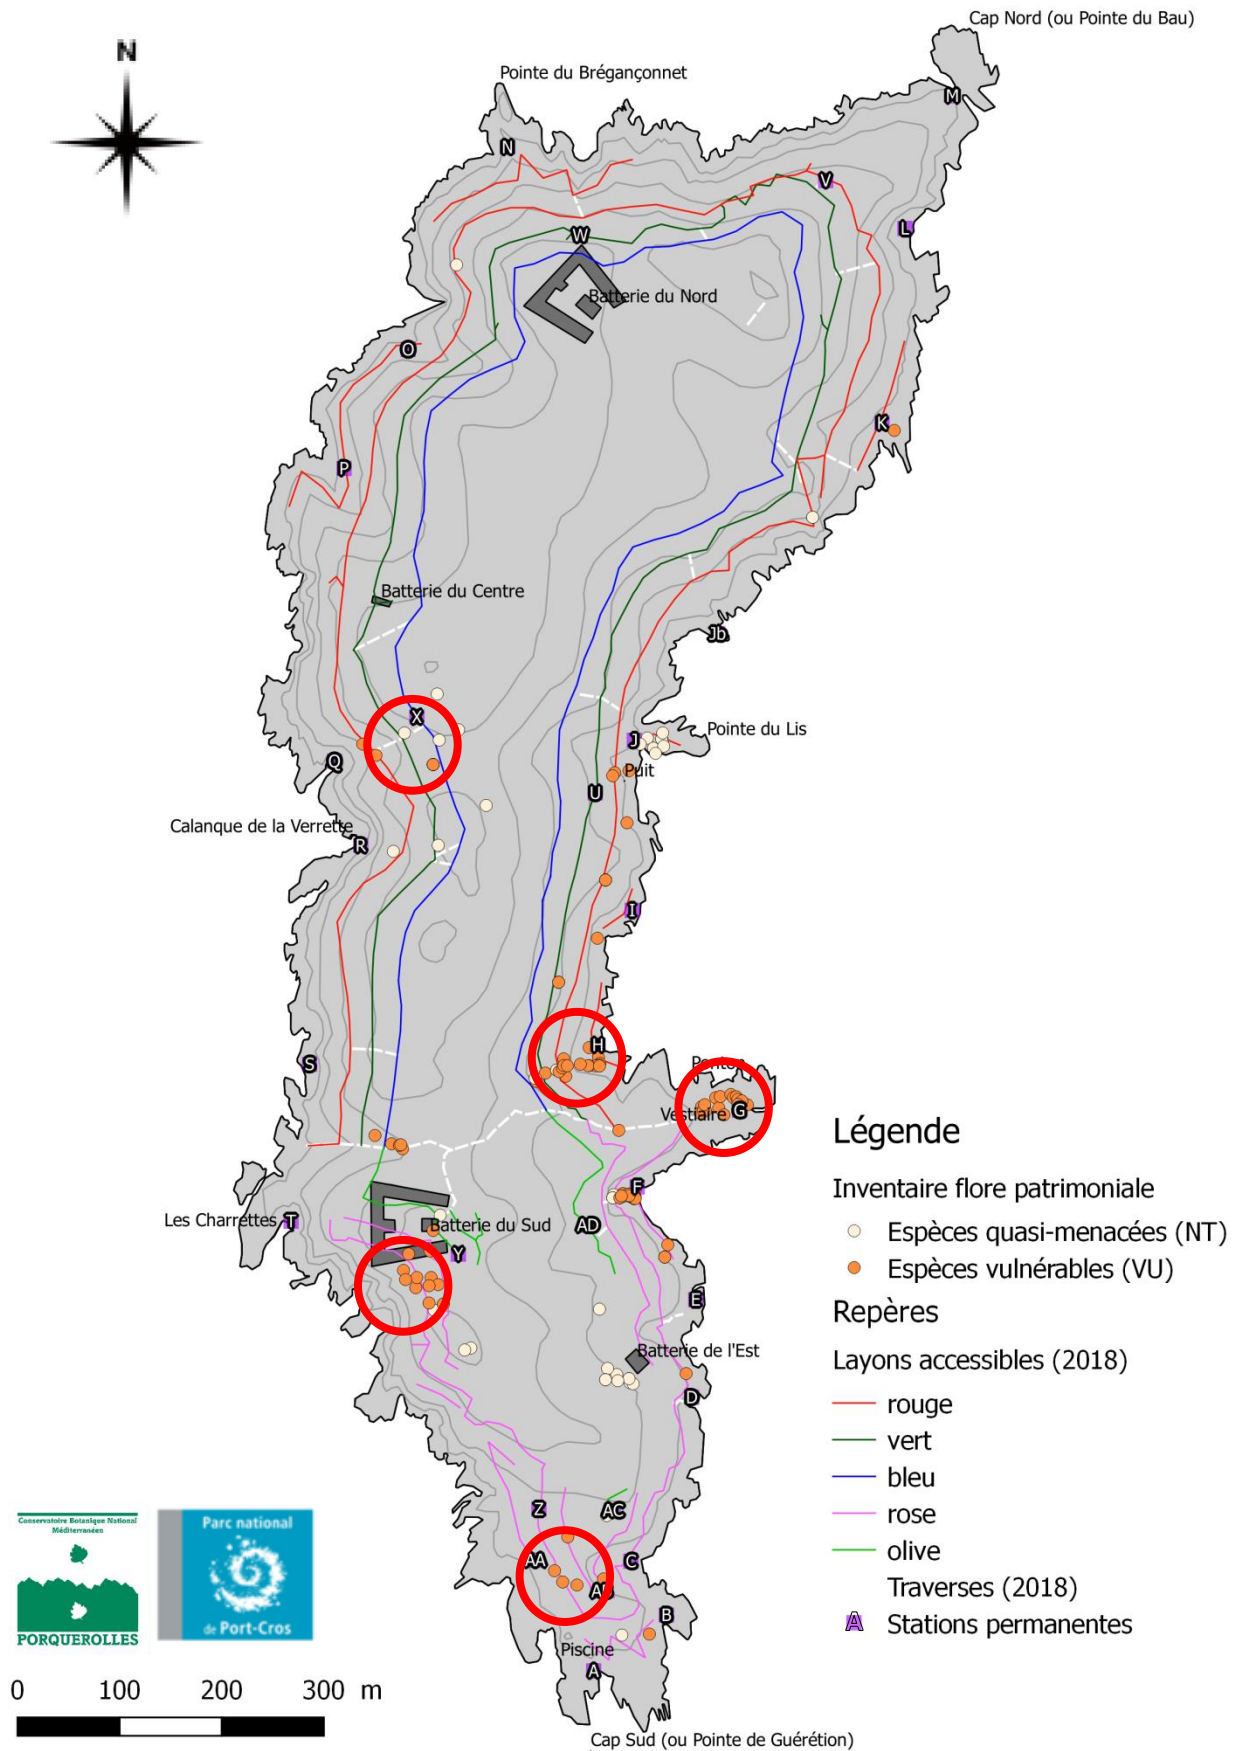 Cap Nord (ou Pointe du Bau)
N
Pointe du Brégançonnet
M
N
V
L
W
Batterie du Nord
O
K
P
Batterie du Centre
Jb
X
Pointe du Lis
J
Q
Puit
U
Calanque de la Verrette
R
I
H
S
Ponton
Vestiaire
G
Légende
Inventaire flore patrimoniale
F
Les Charrettes
T
Batterie du Sud
AD
Espèces quasi-menacées (NT)
Y
Espèces vulnérables (VU)
E
Repères
Batterie de l'Est
Layons accessibles (2018)
D
rouge
vert
bleu
Z
AC
rose
Conservatoire Botanique National
Méditerranéen
PORQUEROLLES
Parc national
de Port-Cros
AA
C
olive
AB
Traverses (2018)
B
A
Stations permanentes
Piscine
A
0 100 200 300 m
Cap Sud (ou Pointe de Guérétion)